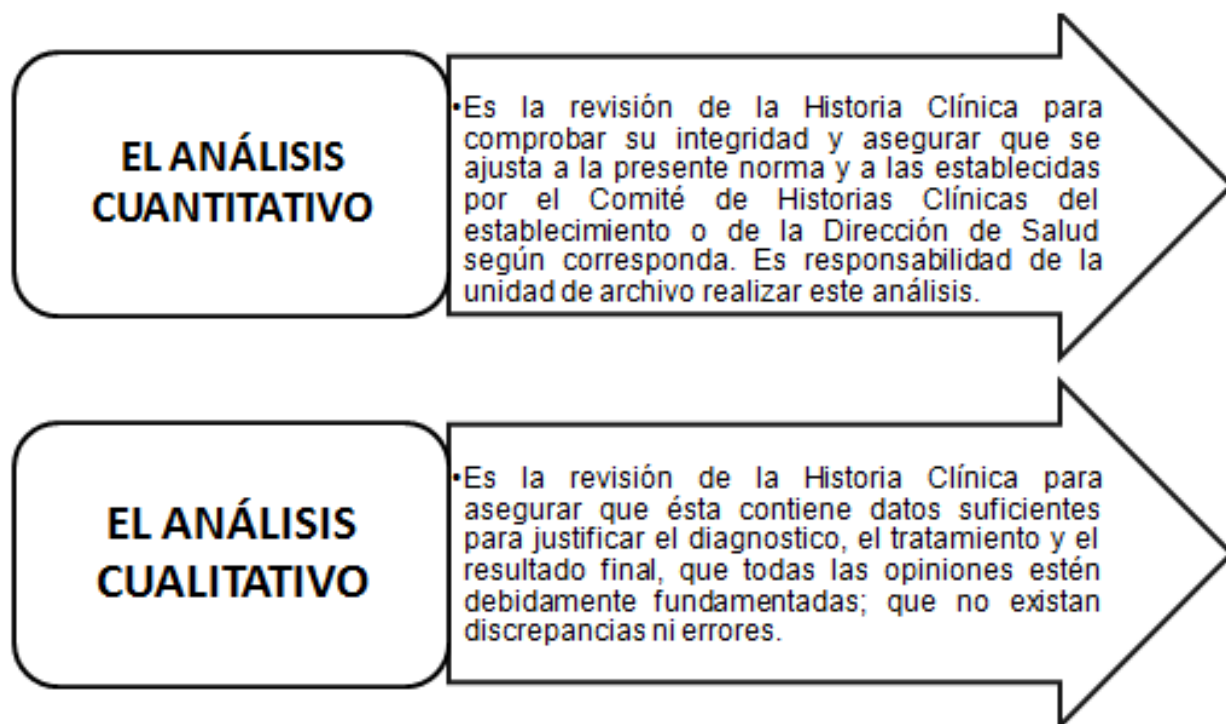 EL ANÁLISIS
CUANTITATIVO
•Es la revisión de la Historia Clínica para
comprobar su integridad y asegurar que se
ajusta a la presente norma y a las establecidas
por el Comité de Historias Clínicas del
establecimiento o de la Dirección de Salud
según corresponda. Es responsabilidad de la
unidad de archivo realizar este análisis.
EL ANÁLISIS
CUALITATIVO
•Es la revisión de la Historia Clínica para
asegurar que ésta contiene datos suficientes
para justificar el diagnostico, el tratamiento y el
resultado final, que todas las opiniones estén
debidamente fundamentadas; que no existan
discrepancias ni errores.